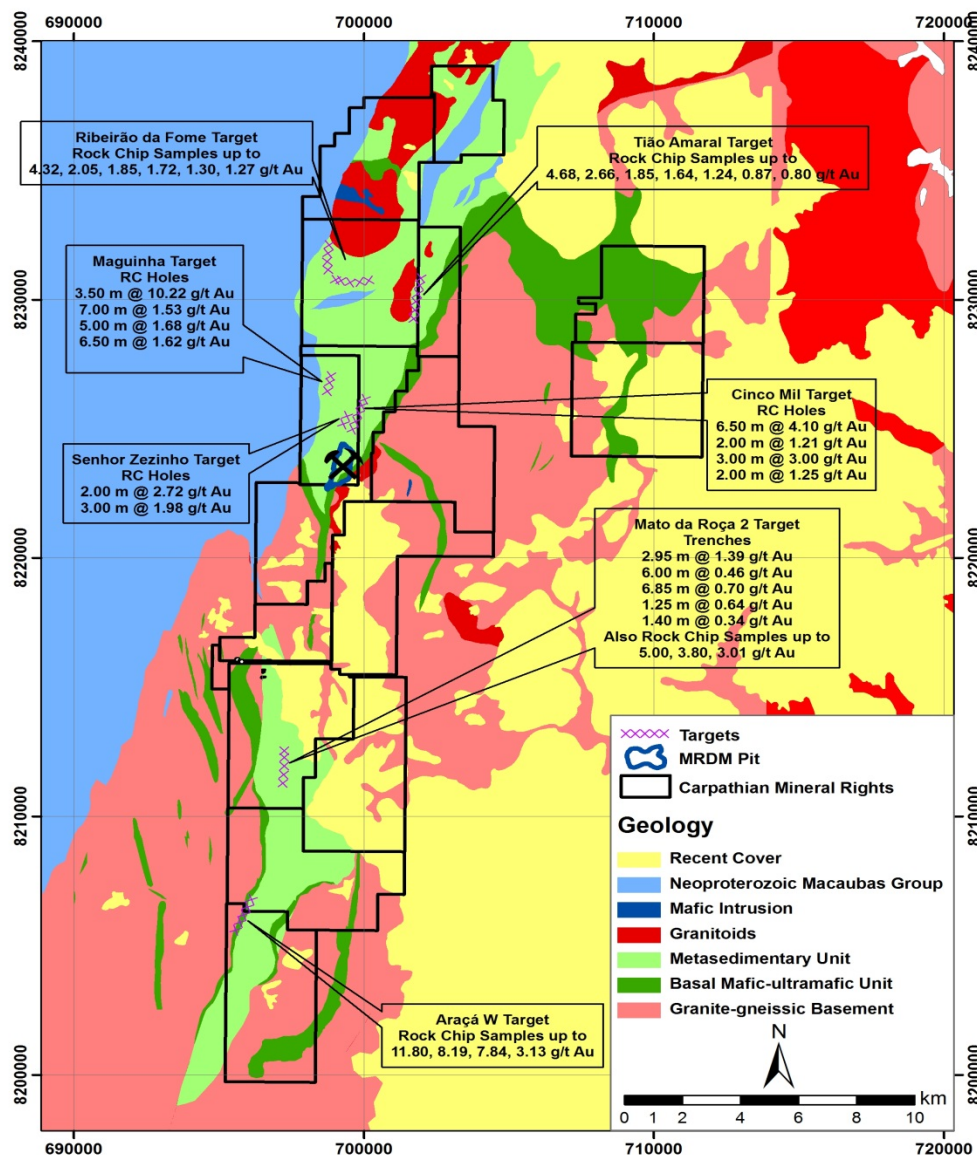 690000
700000
710000
720000
8240000
8240000
Ribeirão da Fome Target
Rock Chip Samples up to
4.32, 2.05, 1.85, 1.72, 1.30, 1.27 g/t Au
Tião Amaral Target
Rock Chip Samples up to
4.68, 2.66, 1.85, 1.64, 1.24, 0.87, 0.80 g/t Au
Maguinha Target
RC Holes
3.50 m @ 10.22 g/t Au
7.00 m @ 1.53 g/t Au
5.00 m @ 1.68 g/t Au
6.50 m @ 1.62 g/t Au
8230000
8230000
Cinco Mil Target
RC Holes
6.50 m @ 4.10 g/t Au
2.00 m @ 1.21 g/t Au
3.00 m @ 3.00 g/t Au
2.00 m @ 1.25 g/t Au
Senhor Zezinho Target
RC Holes
2.00 m @ 2.72 g/t Au
3.00 m @ 1.98 g/t Au
8220000
8220000
Mato da Roça 2 Target
Trenches
2.95 m @ 1.39 g/t Au
6.00 m @ 0.46 g/t Au
6.85 m @ 0.70 g/t Au
1.25 m @ 0.64 g/t Au
1.40 m @ 0.34 g/t Au
Also Rock Chip Samples up to
5.00, 3.80, 3.01 g/t Au
8210000
8210000
Targets
MRDM Pit
Carpathian Mineral Rights
Geology
Recent Cover
Neoproterozoic Macaubas Group
Mafic Intrusion
Granitoids
Metasedimentary Unit
Basal Mafic-ultramafic Unit
Granite-gneissic Basement
Araçá W Target
Rock Chip Samples up to
11.80, 8.19, 7.84, 3.13 g/t Au
N
km
0 1 2 4 6 8 10
8200000
8200000
690000
700000
710000
720000